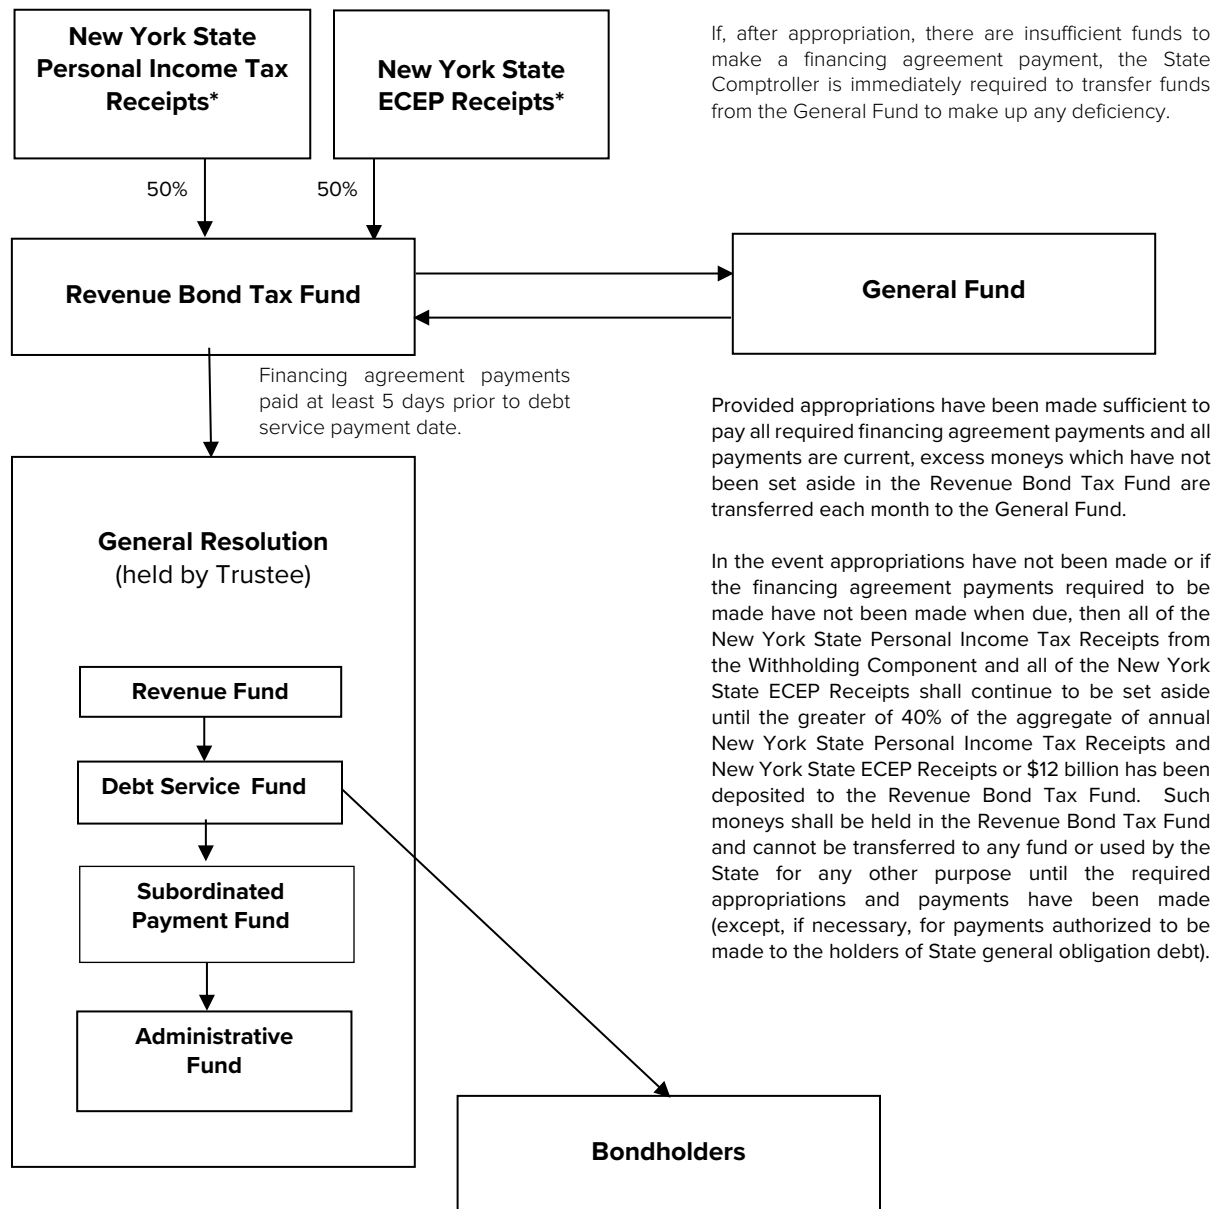 New York State
Personal Income Tax
Receipts*
New York State
ECEP Receipts*
If, after appropriation, there are insufficient funds to
make a financing agreement payment, the State
Comptroller is immediately required to transfer funds
from the General Fund to make up any deficiency.
50%
50%
Revenue Bond Tax Fund
General Fund
Financing agreement payments
paid at least 5 days prior to debt
service payment date.
Provided appropriations have been made sufficient to
pay all required financing agreement payments and all
payments are current, excess moneys which have not
been set aside in the Revenue Bond Tax Fund are
transferred each month to the General Fund.
In the event appropriations have not been made or if
the financing agreement payments required to be
made have not been made when due, then all of the
New York State Personal Income Tax Receipts from
the Withholding Component and all of the New York
State ECEP Receipts shall continue to be set aside
until the greater of 40% of the aggregate of annual
New York State Personal Income Tax Receipts and
New York State ECEP Receipts or $12 billion has been
deposited to the Revenue Bond Tax Fund. Such
moneys shall be held in the Revenue Bond Tax Fund
and cannot be transferred to any fund or used by the
State for any other purpose until the required
appropriations and payments have been made
(except, if necessary, for payments authorized to be
made to the holders of State general obligation debt).
General Resolution
(held by Trustee)
Revenue Fund
Debt Service Fund
Subordinated
Payment Fund
Administrative
Fund
Bondholders